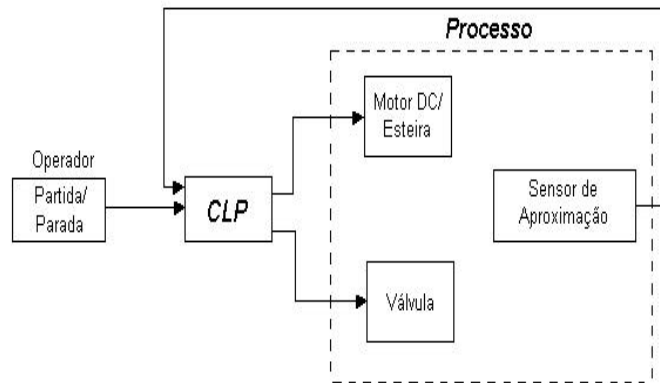 Processo
Motor DC/
Esteira
Operador
Partida/
Parada
CLP
Sensor de
Aproximação
Válvula